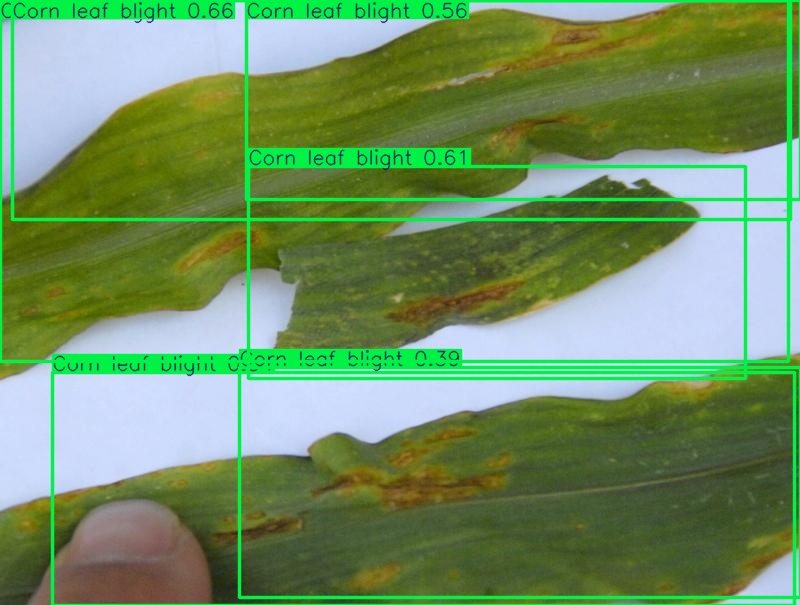 CCorn leaf blight 0.66
Corn leaf blight 0.56
Corn leaf blight 0.61
Corn leaf blight
Corn leaf blight 0.39